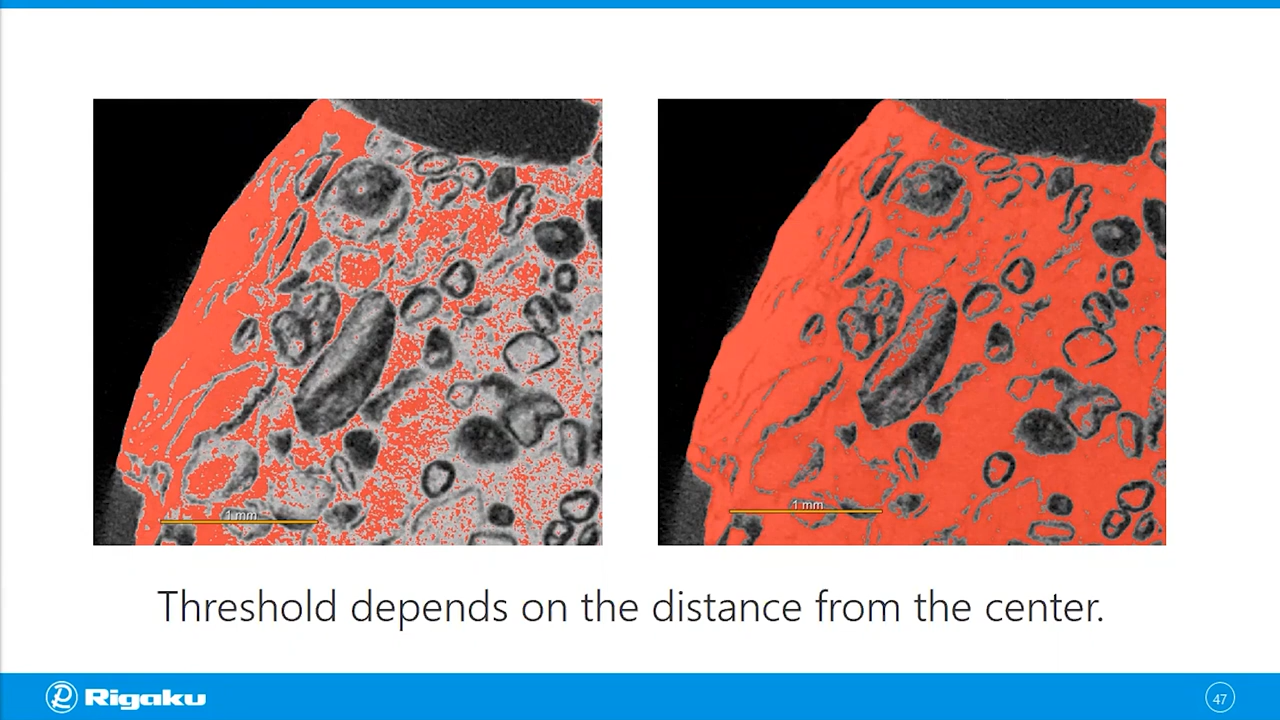 1 mm
1 mm
Threshold depends on the distance from the center.
Rigaku
47